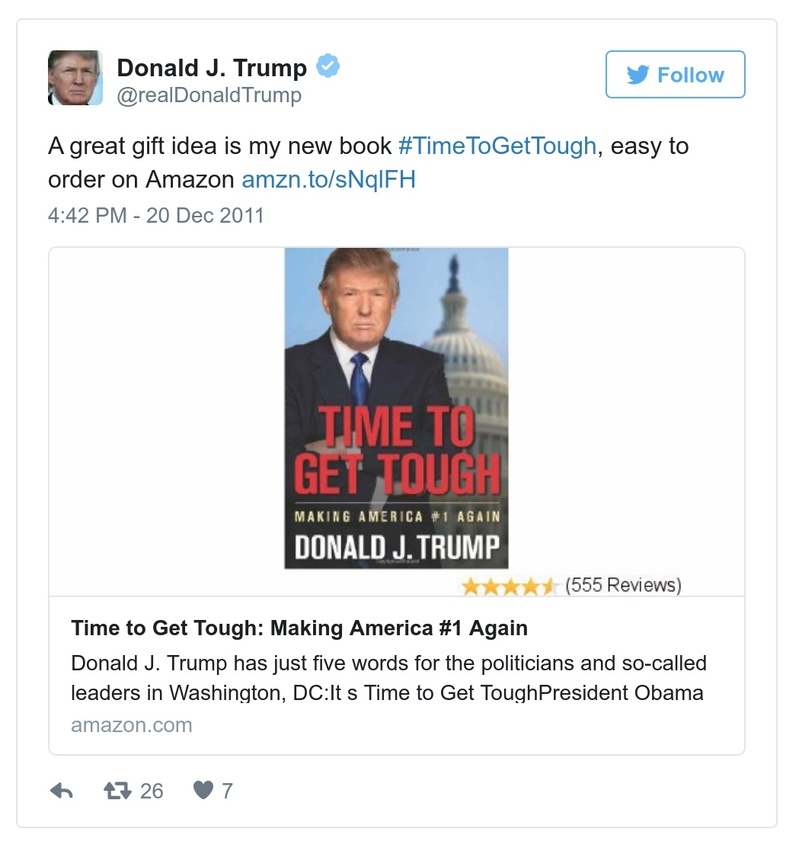 Donald J. Trump
@realDonaldTrump
Follow
A great gift idea is my new book #TimeToGetTough, easy to
order on Amazon amzn.to/sNqlFH
4:42 PM - 20 Dec 2011
TIME TO
GET TOUGH
MAKING AMERICA #1 AGAIN
DONALD J. TRUMP
(555 Reviews)
Time to Get Tough: Making America #1 Again
Donald J. Trump has just five words for the politicians and so-called
leaders in Washington, DC:It s Time to Get ToughPresident Obama
amazon.com
26
7